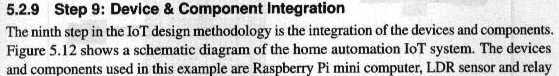 5.2.9 Step 9: Device & Component Integration
The ninth step in the IoT design methodology is the integration of the devices and components.
Figure 5.12 shows a schematic diagram of the home automation IoT system. The devices
and components used in this example are Raspberry Pi mini computer, LDR sensor and relay